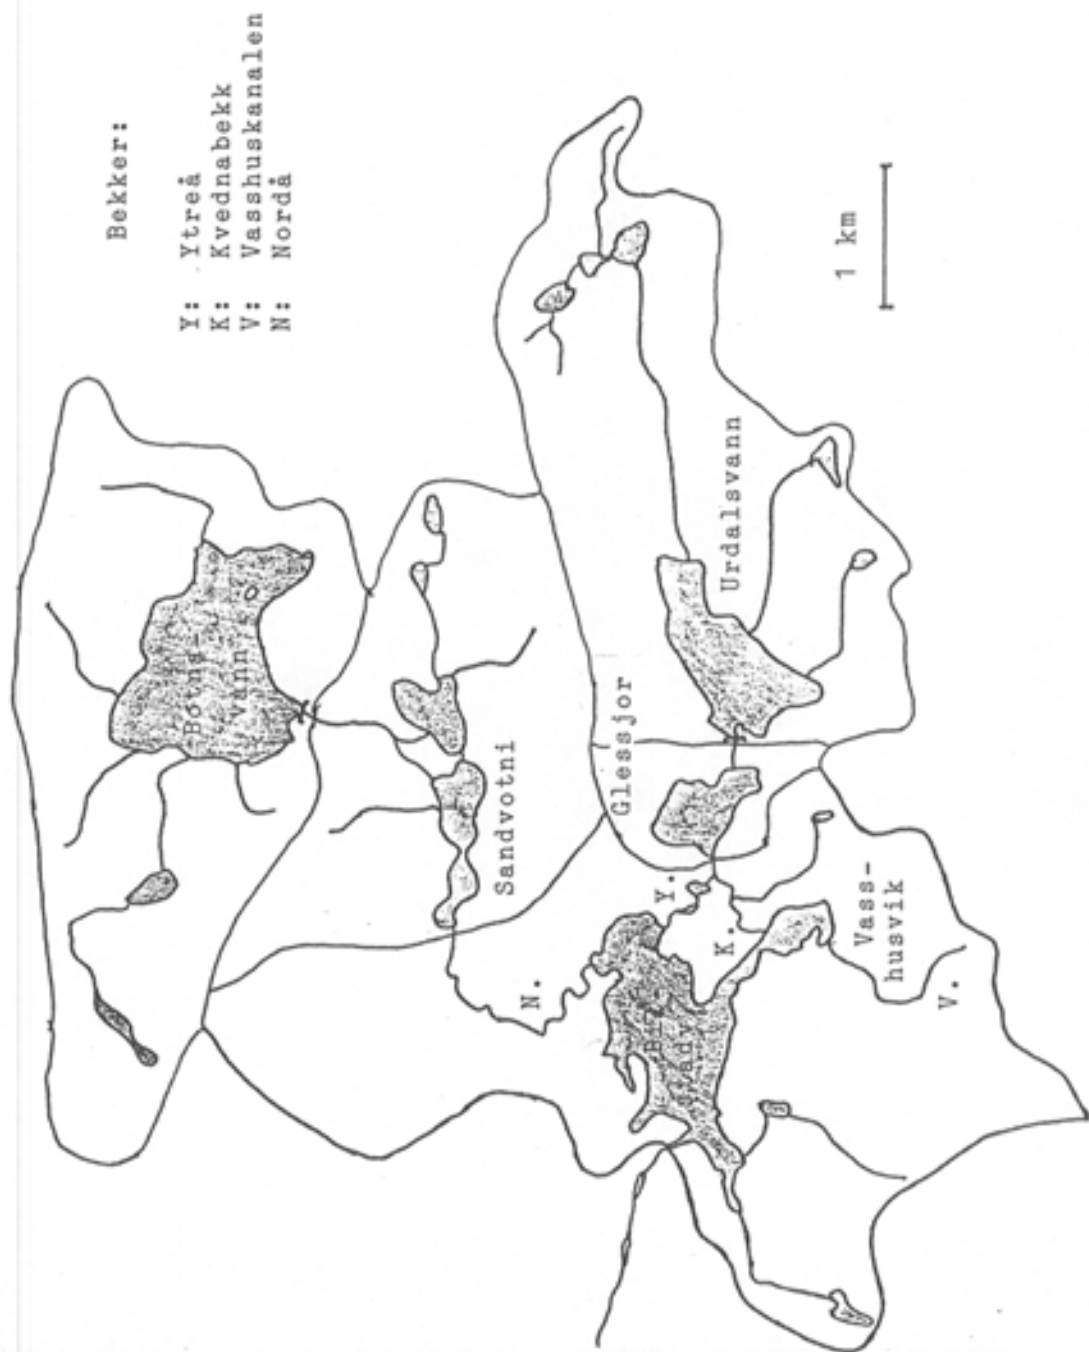 Bekker:
Y: Ytreå
K: Kvednabekk
V: Vasshuskanalen
N: Nordå
Botns-
vann
Sandvotni
Glessjor
Urdalsvann
1 km
Y.
K.
N.
Vass-
husvik
V.